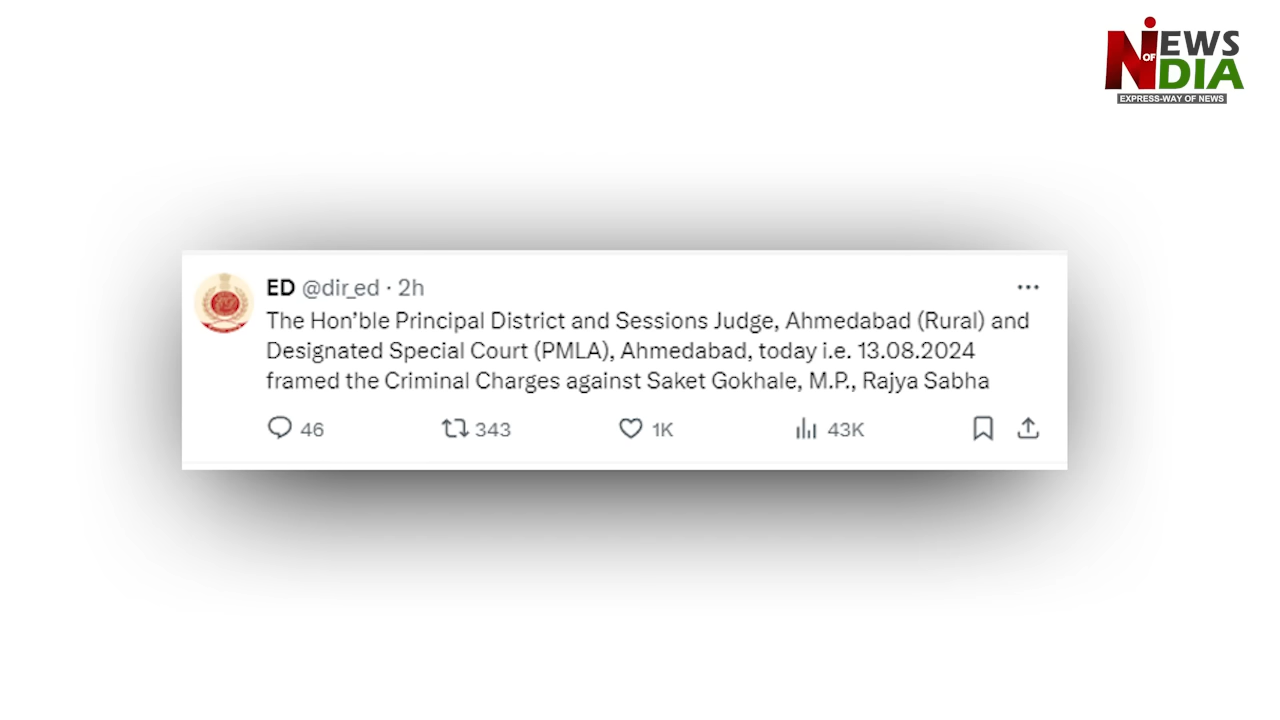 NEWS
OF
iNDIA
EXPRESS-WAY OF NEWS
ED @dir_ed · 2h
The Hon’ble Principal District and Sessions Judge, Ahmedabad (Rural) and
Designated Special Court (PMLA), Ahmedabad, today i.e. 13.08.2024
framed the Criminal Charges against Saket Gokhale, M.P., Rajya Sabha
46 343 1K 43K